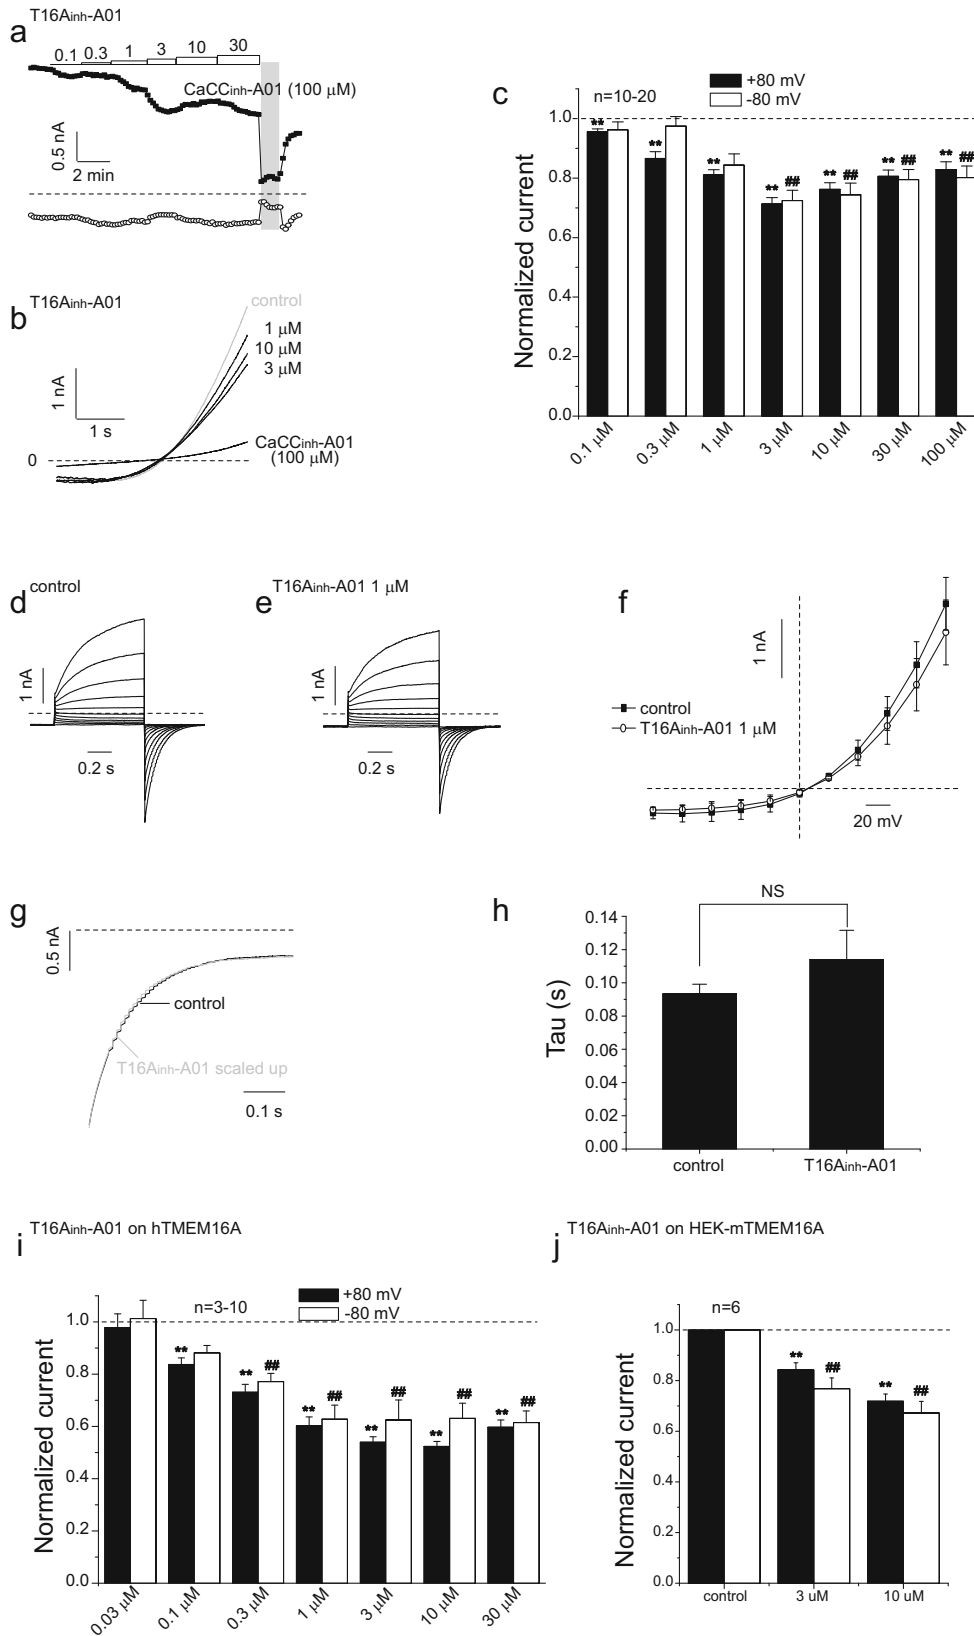 a
T16Ainh-A01
0.1 0.3 1 3 10 30
CaCCinh-A01 (100 μM)
0.5 nA
2 min
b
T16Ainh-A01
control
1 μM
10 μM
3 μM
1 nA
1 s
CaCCinh-A01
(100 μM)
0
c
n=10-20
+80 mV
-80 mV
Normalized current
1.0
0.8
0.6
0.4
0.2
0.0
** ** ** ** ## ** ## ** ## ** ##
0.1 μM 0.3 μM 1 μM 3 μM 10 μM 30 μM 100 μM
d
control
1 nA
0.2 s
e
T16Ainh-A01 1 μM
1 nA
0.2 s
f
1 nA
control
T16Ainh-A01 1 μM
20 mV
g
0.5 nA
control
T16Ainh-A01 scaled up
0.1 s
h
NS
Tau (s)
0.14
0.12
0.10
0.08
0.06
0.04
0.02
0.00
control T16Ainh-A01
i
T16Ainh-A01 on hTMEM16A
n=3-10
+80 mV
-80 mV
Normalized current
1.0
0.8
0.6
0.4
0.2
0.0
** ** ## ** ## ** ## ** ## ** ##
0.03 μM 0.1 μM 0.3 μM 1 μM 3 μM 10 μM 30 μM
j
T16Ainh-A01 on HEK-mTMEM16A
n=6
Normalized current
1.0
0.8
0.6
0.4
0.2
0.0
** ## ** ##
control 3 uM 10 uM